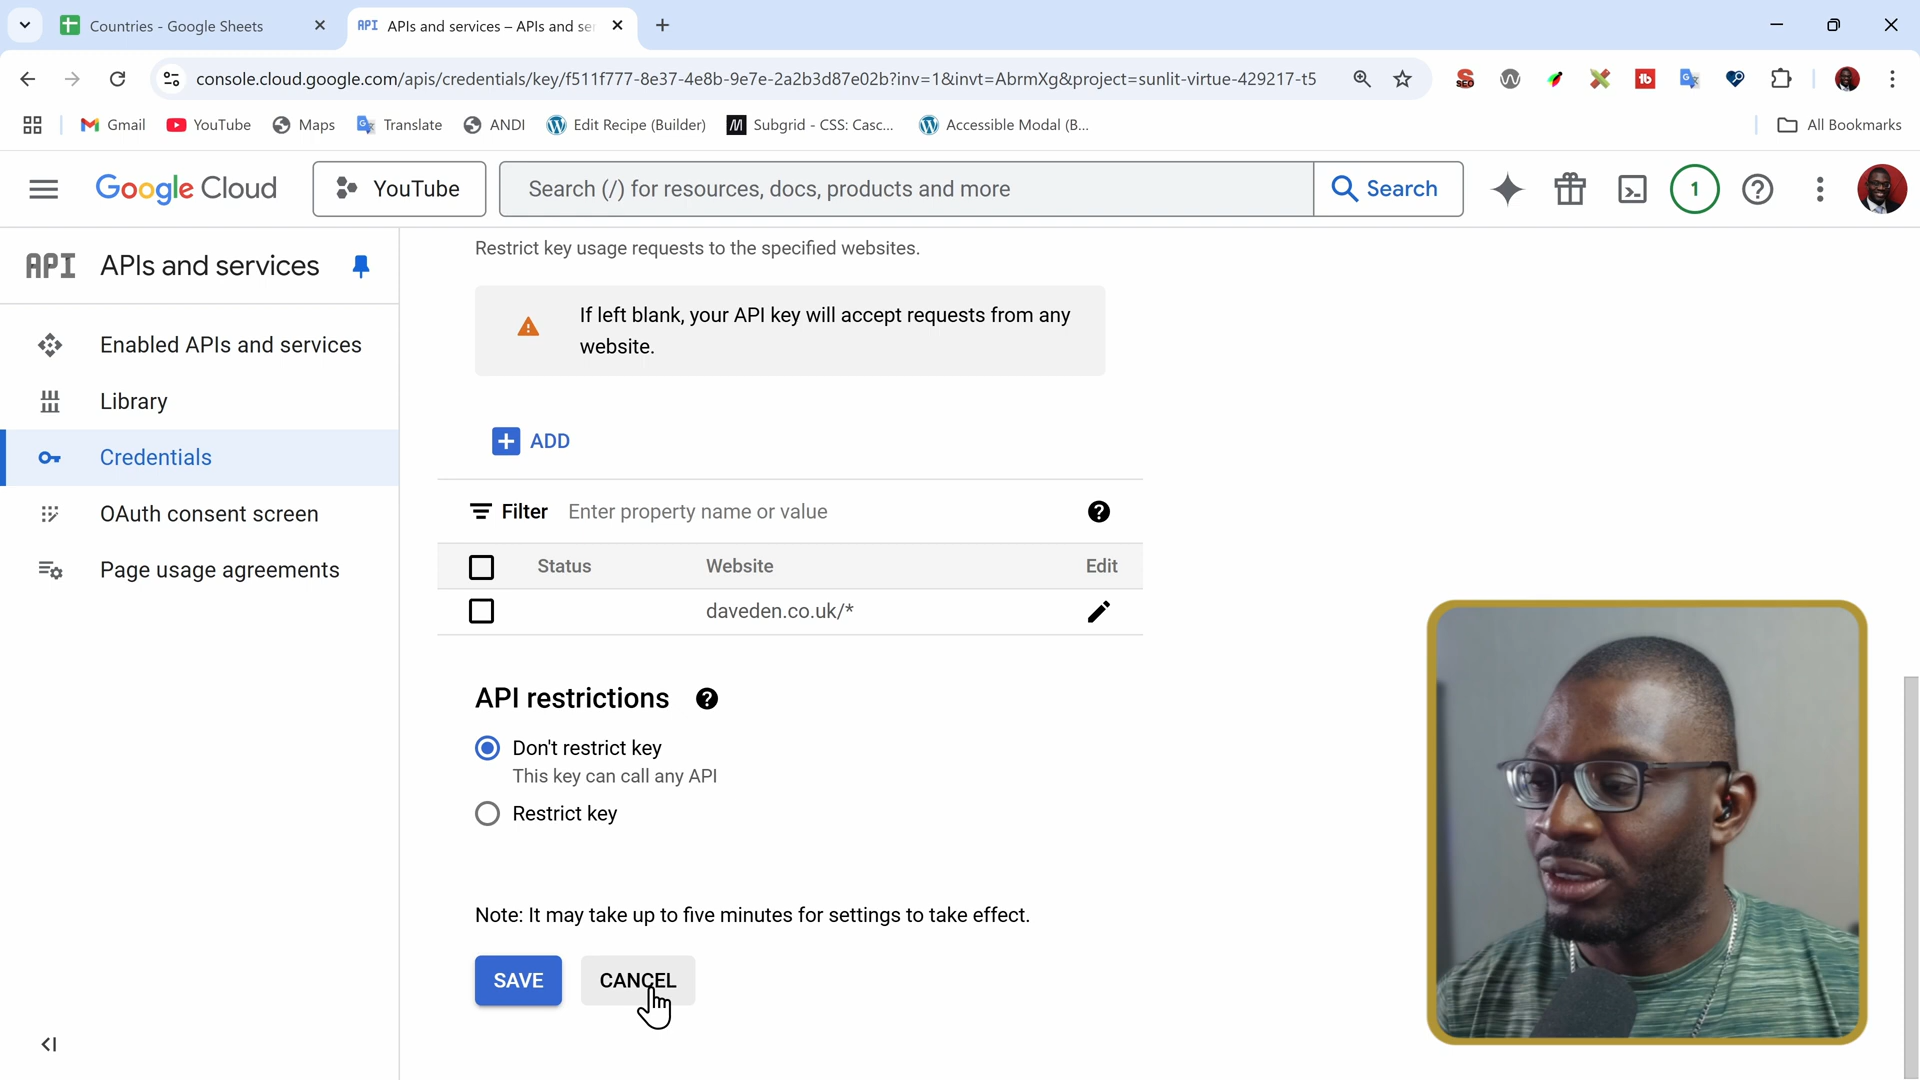 Countries - Google Sheets
API APIs and services – APIs and se
console.cloud.google.com/apis/credentials/key/f511f777-8e37-4e8b-9e7e-2a2b3d87e02b?inv=1&invt=AbrmXg&project=sunlit-virtue-429217-t5
SEO
tb
Gmail
YouTube
Maps
Translate
ANDI
Edit Recipe (Builder)
Subgrid - CSS: Casc...
Accessible Modal (B...
All Bookmarks
Google Cloud
YouTube
Search (/) for resources, docs, products and more
Search
1
API APIs and services
Enabled APIs and services
Library
Credentials
OAuth consent screen
Page usage agreements
Restrict key usage requests to the specified websites.
If left blank, your API key will accept requests from any
website.
ADD
Filter Enter property name or value
Status Website Edit
daveden.co.uk/*
API restrictions
Don't restrict key
This key can call any API
Restrict key
Note: It may take up to five minutes for settings to take effect.
SAVE CANCEL